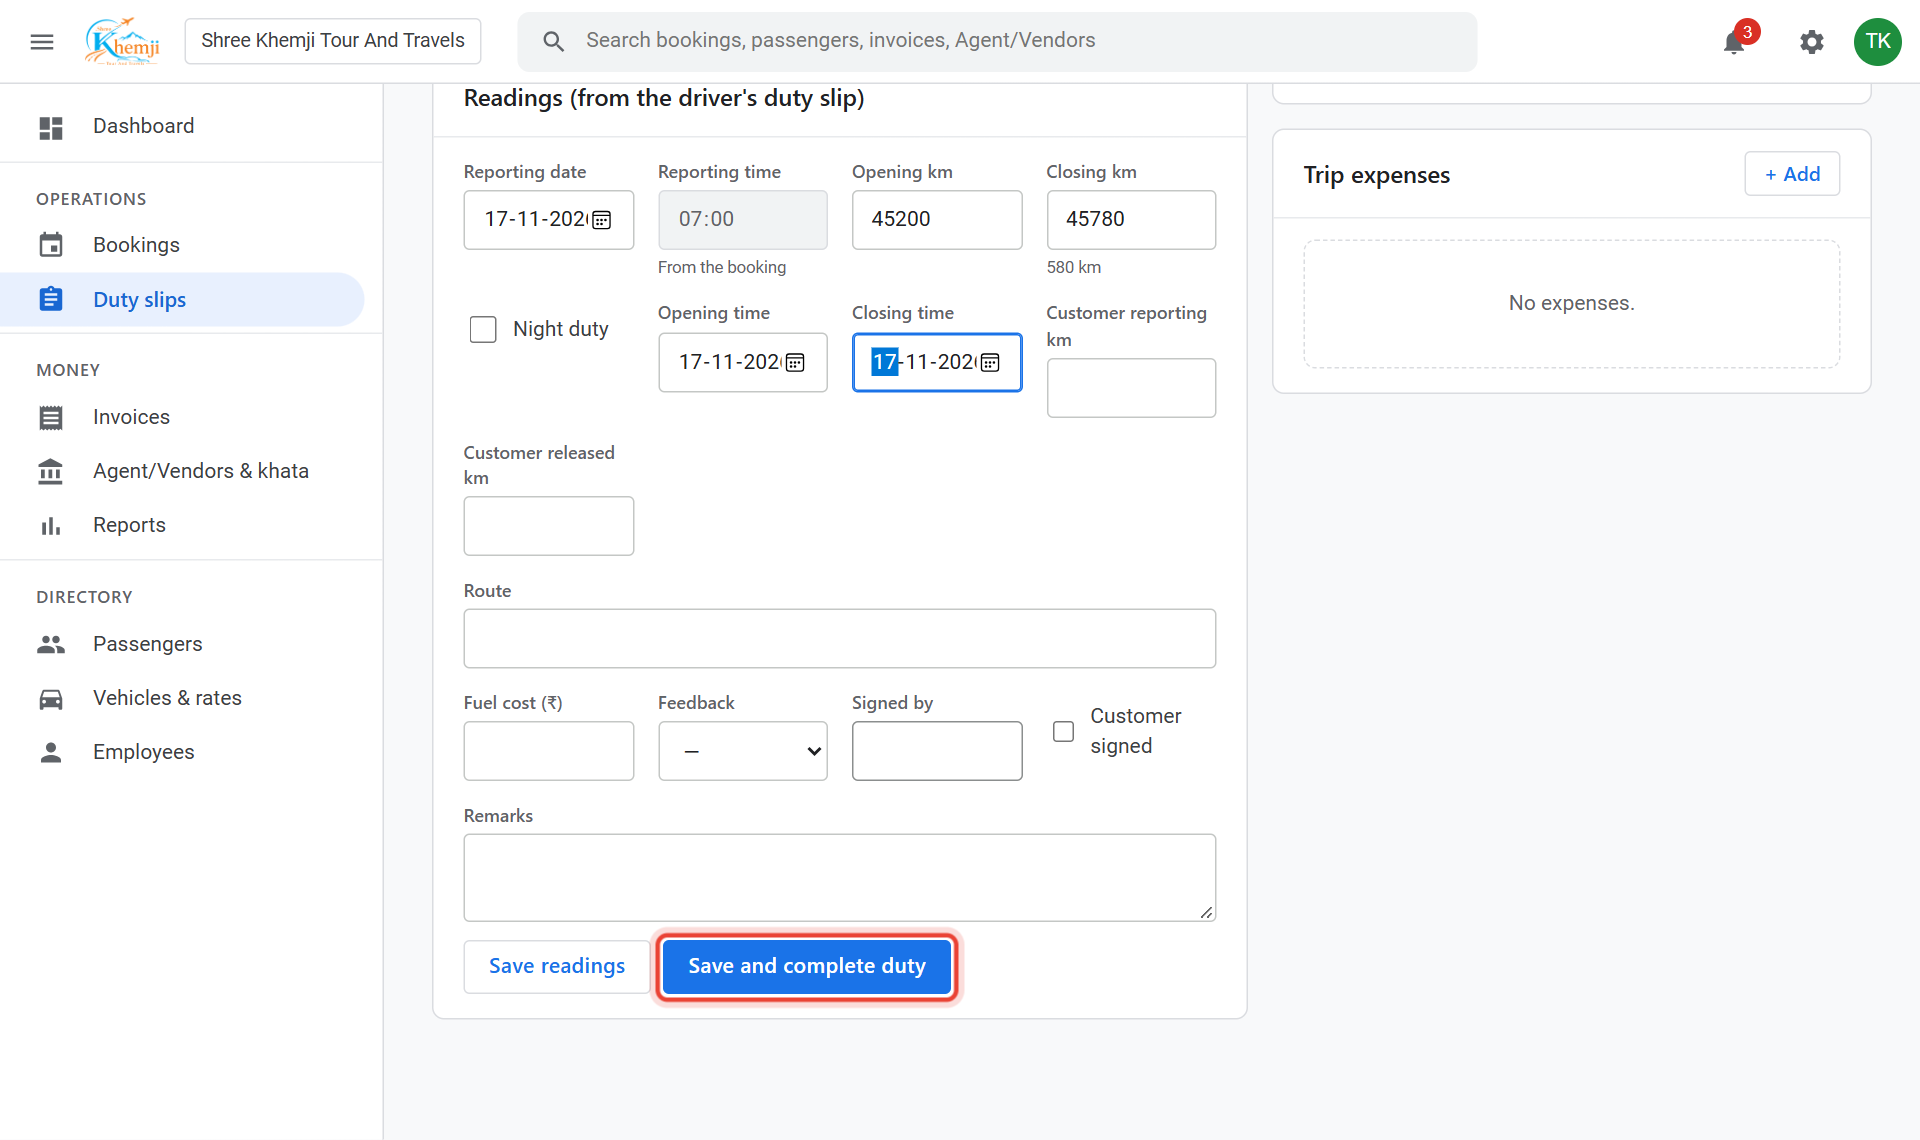 Khemji
Shree Khemji Tour And Travels
Search bookings, passengers, invoices, Agent/Vendors
3
TK
Dashboard
OPERATIONS
Bookings
Duty slips
MONEY
Invoices
Agent/Vendors & khata
Reports
DIRECTORY
Passengers
Vehicles & rates
Employees
Readings (from the driver's duty slip)
Reporting date
Reporting time
Opening km
Closing km
17-11-202
07:00
45200
45780
From the booking
580 km
Night duty
Opening time
Closing time
Customer reporting
km
17-11-202
17-11-202
Customer released
km
Route
Fuel cost (₹)
Feedback
Signed by
Customer
signed
—
Remarks
Save readings
Save and complete duty
Trip expenses
+ Add
No expenses.